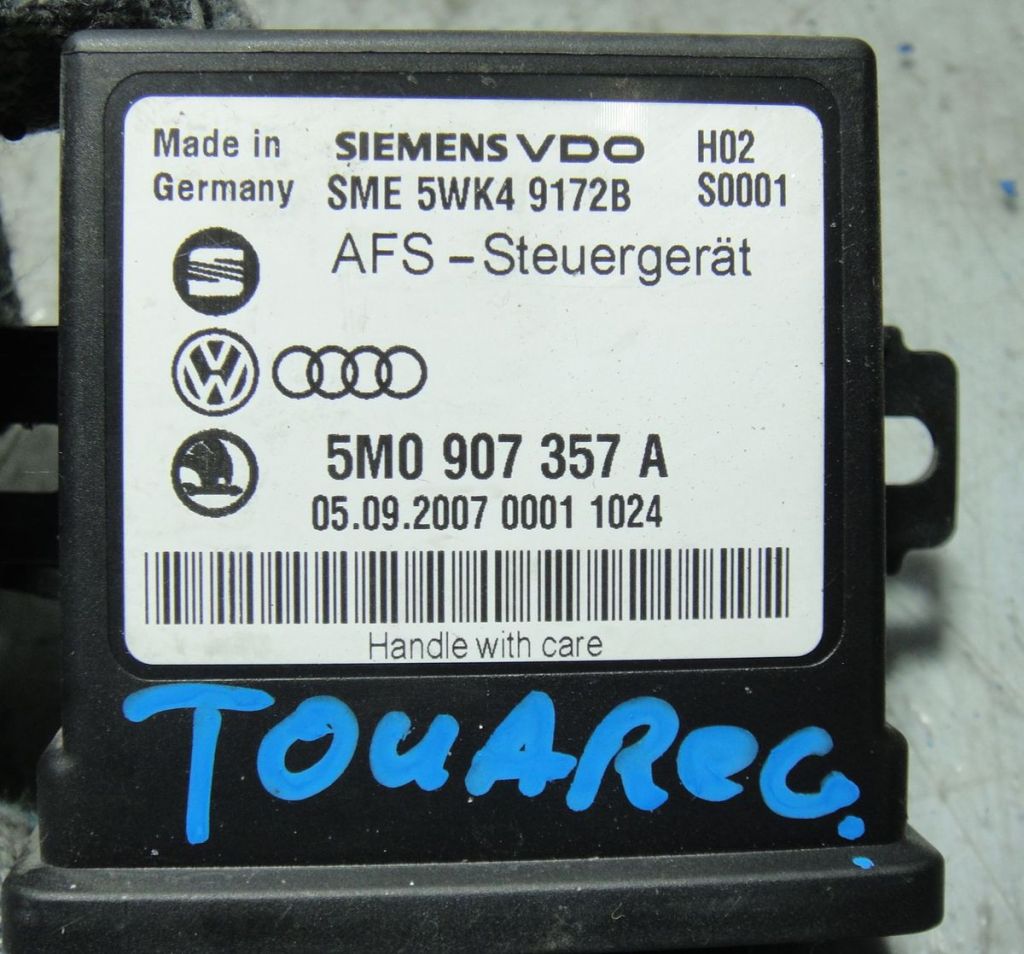 Made in SIEMENS VDO H02
Germany SME 5WK4 9172B S0001
AFS – Steuergerät
5M0 907 357 A
05.09.2007 0001 1024
Handle with care
TOUAReG.